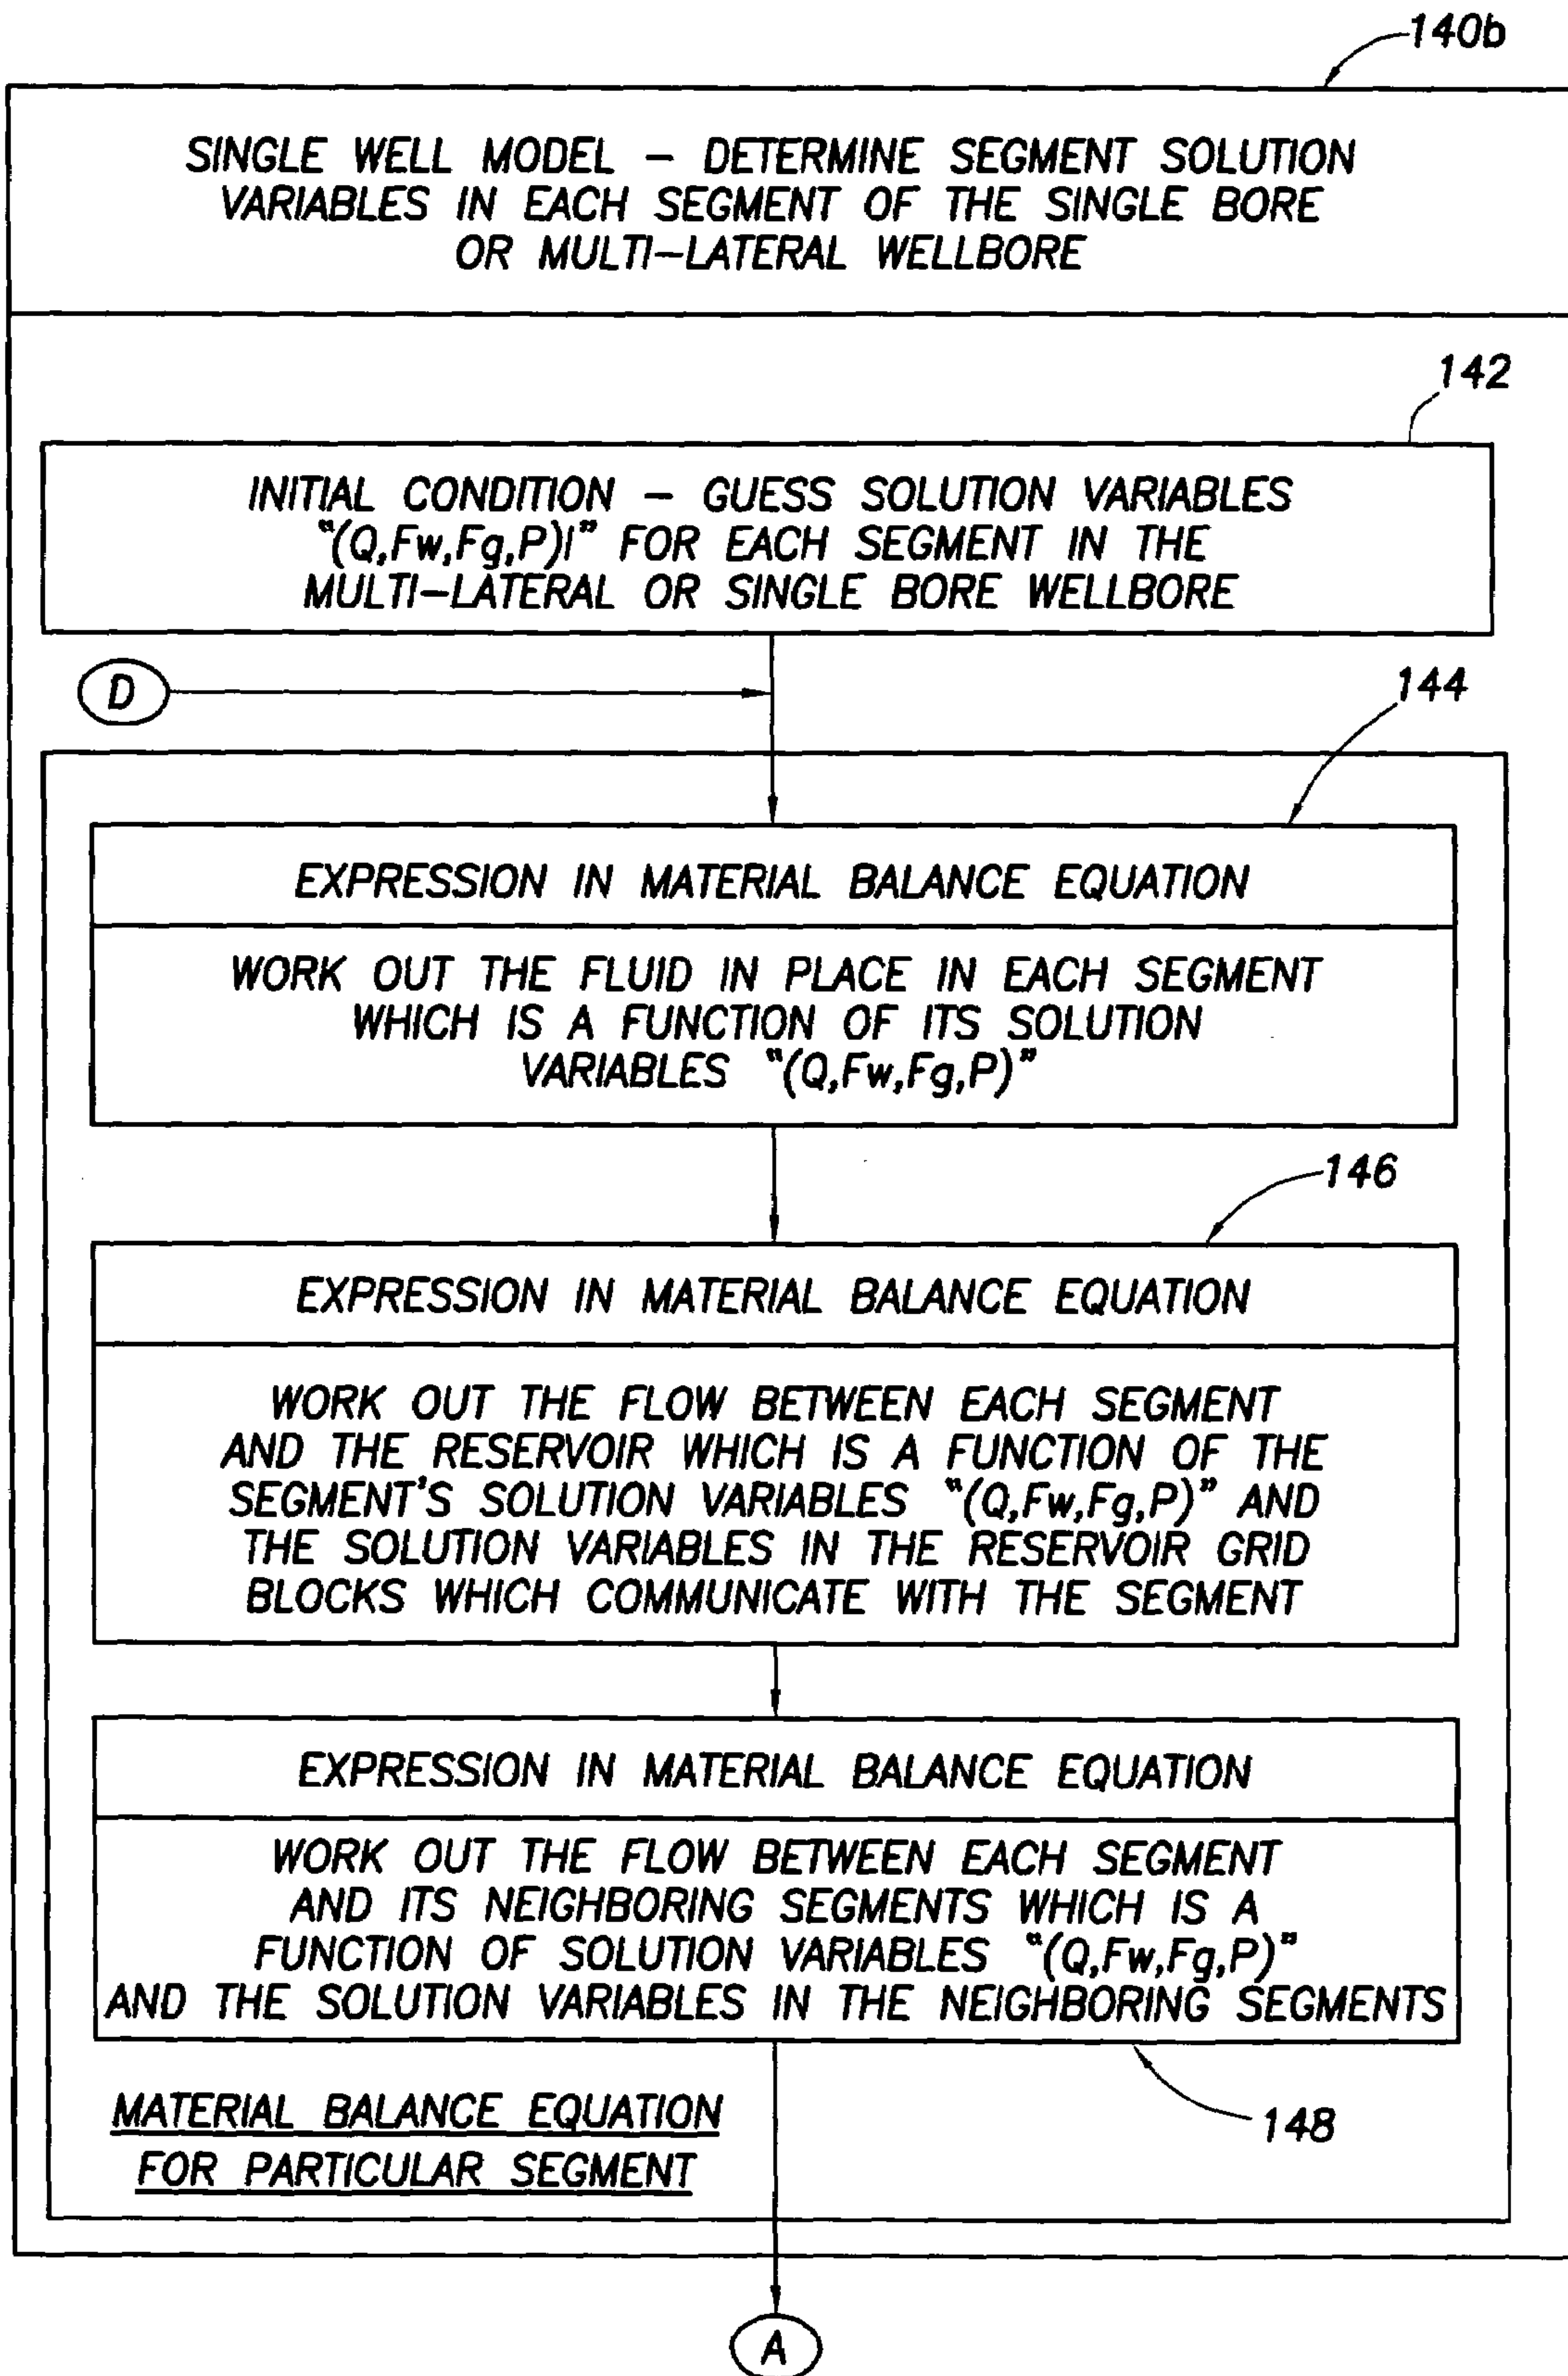 140b
SINGLE WELL MODEL – DETERMINE SEGMENT SOLUTION
VARIABLES IN EACH SEGMENT OF THE SINGLE BORE
OR MULTI–LATERAL WELLBORE
142
INITIAL CONDITION – GUESS SOLUTION VARIABLES
"(Q,Fw,Fg,P)I" FOR EACH SEGMENT IN THE
MULTI–LATERAL OR SINGLE BORE WELLBORE
D
144
EXPRESSION IN MATERIAL BALANCE EQUATION
WORK OUT THE FLUID IN PLACE IN EACH SEGMENT
WHICH IS A FUNCTION OF ITS SOLUTION
VARIABLES "(Q,Fw,Fg,P)"
146
EXPRESSION IN MATERIAL BALANCE EQUATION
WORK OUT THE FLOW BETWEEN EACH SEGMENT
AND THE RESERVOIR WHICH IS A FUNCTION OF THE
SEGMENT'S SOLUTION VARIABLES "(Q,Fw,Fg,P)" AND
THE SOLUTION VARIABLES IN THE RESERVOIR GRID
BLOCKS WHICH COMMUNICATE WITH THE SEGMENT
EXPRESSION IN MATERIAL BALANCE EQUATION
WORK OUT THE FLOW BETWEEN EACH SEGMENT
AND ITS NEIGHBORING SEGMENTS WHICH IS A
FUNCTION OF SOLUTION VARIABLES "(Q,Fw,Fg,P)"
AND THE SOLUTION VARIABLES IN THE NEIGHBORING SEGMENTS
148
MATERIAL BALANCE EQUATION
FOR PARTICULAR SEGMENT
A